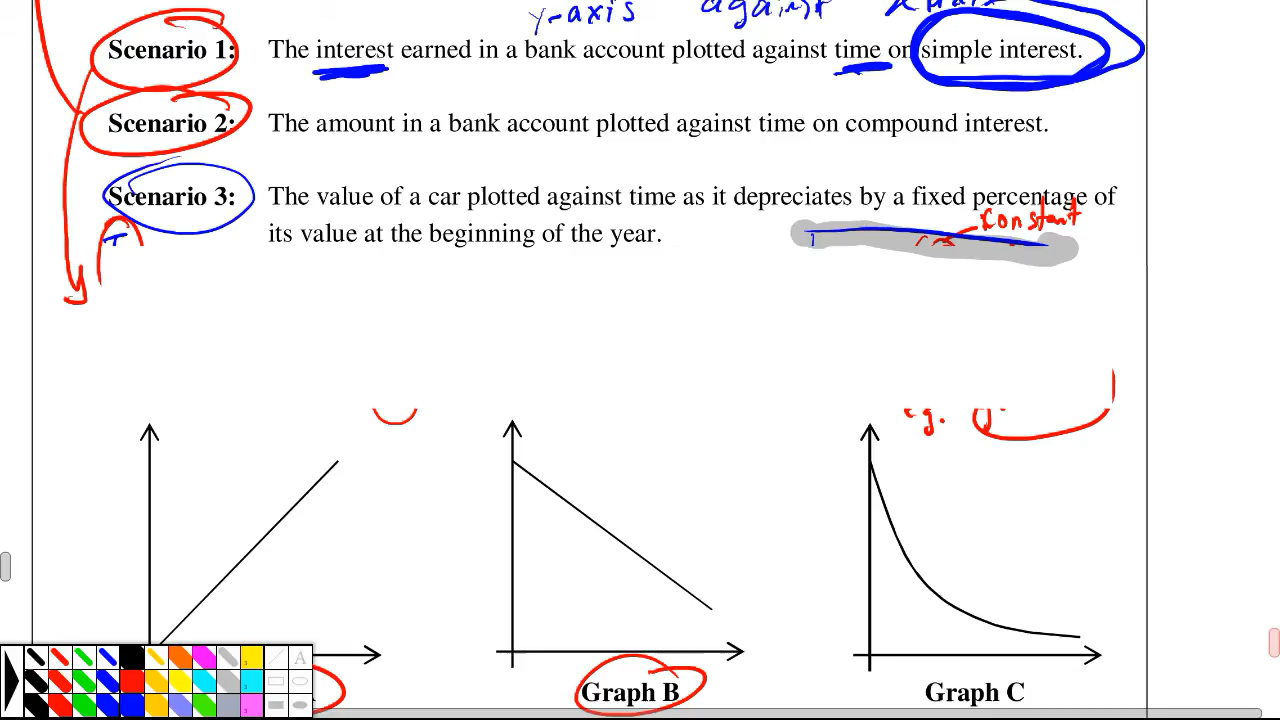 y-axis against
Scenario 1: The interest earned in a bank account plotted against time on simple interest.
Scenario 2: The amount in a bank account plotted against time on compound interest.
Scenario 3: The value of a car plotted against time as it depreciates by a fixed percentage of
constant
its value at the beginning of the year.
y
eg.
Graph B Graph C